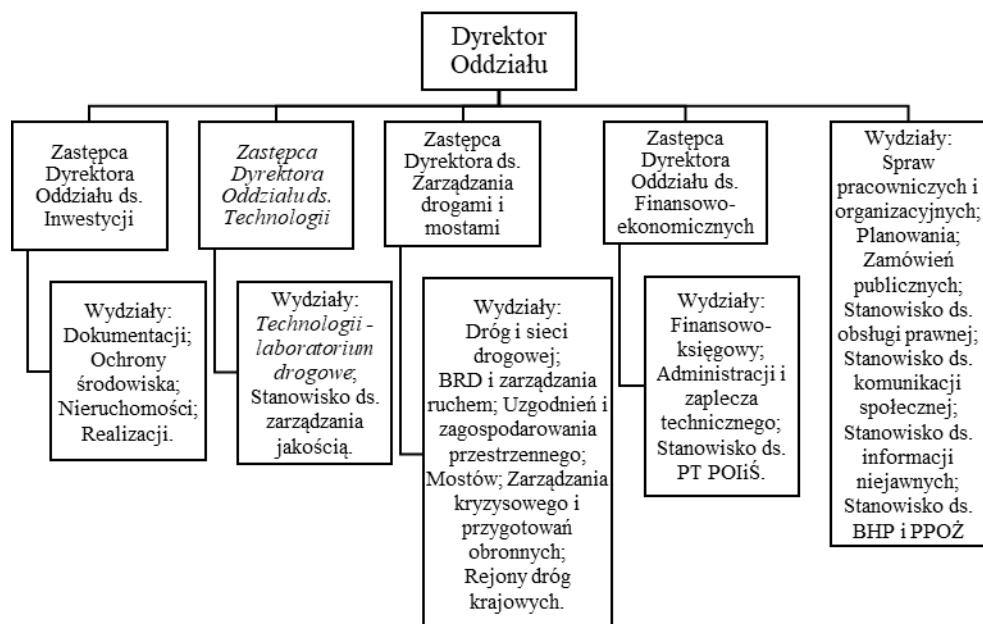 Dyrektor
Oddziału
Zastępca
Dyrektora
Oddziału ds.
Inwestycji
Wydziały:
Dokumentacji;
Ochrony
środowiska;
Nieruchomości;
Realizacji.
Zastępca
Dyrektora
Oddziału ds.
Technologii
Wydziały:
Technologii -
laboratorium
drogowe;
Stanowisko ds.
zarządzania
jakością.
Zastępca
Dyrektora ds.
Zarządzania
drogami i
mostami
Wydziały:
Dróg i sieci
drogowej;
BRD i zarządzania
ruchem; Uzgodnień i
zagospodarowania
przestrzennego;
Mostów; Zarządzania
kryzysowego i
przygotowań
obronnych;
Rejony dróg
krajowych.
Zastępca
Dyrektora
Oddziału ds.
Finansowo-
ekonomicznych
Wydziały:
Finansowo-
księgowy;
Administracji i
zaplecza
technicznego;
Stanowisko ds.
PT POIiŚ.
Wydziały:
Spraw
pracowniczych i
organizacyjnych;
Planowania;
Zamówień
publicznych;
Stanowisko ds.
obsługi prawnej;
Stanowisko ds.
komunikacji
społecznej;
Stanowisko ds.
informacji
niejawnych;
Stanowisko ds.
BHP i PPOŻ